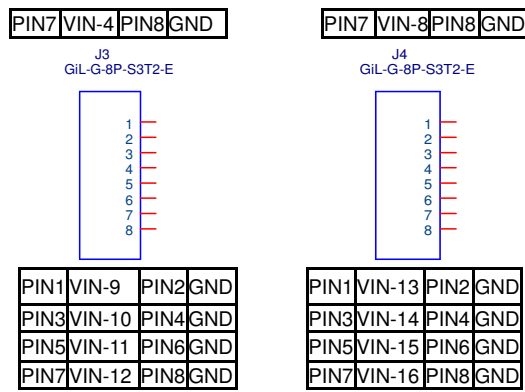 PIN7 VIN-4 PIN8 GND
J3
GiL-G-8P-S3T2-E
1
2
3
4
5
6
7
8
PIN1 VIN-9 PIN2 GND
PIN3 VIN-10 PIN4 GND
PIN5 VIN-11 PIN6 GND
PIN7 VIN-12 PIN8 GND
PIN7 VIN-8 PIN8 GND
J4
GiL-G-8P-S3T2-E
1
2
3
4
5
6
7
8
PIN1 VIN-13 PIN2 GND
PIN3 VIN-14 PIN4 GND
PIN5 VIN-15 PIN6 GND
PIN7 VIN-16 PIN8 GND